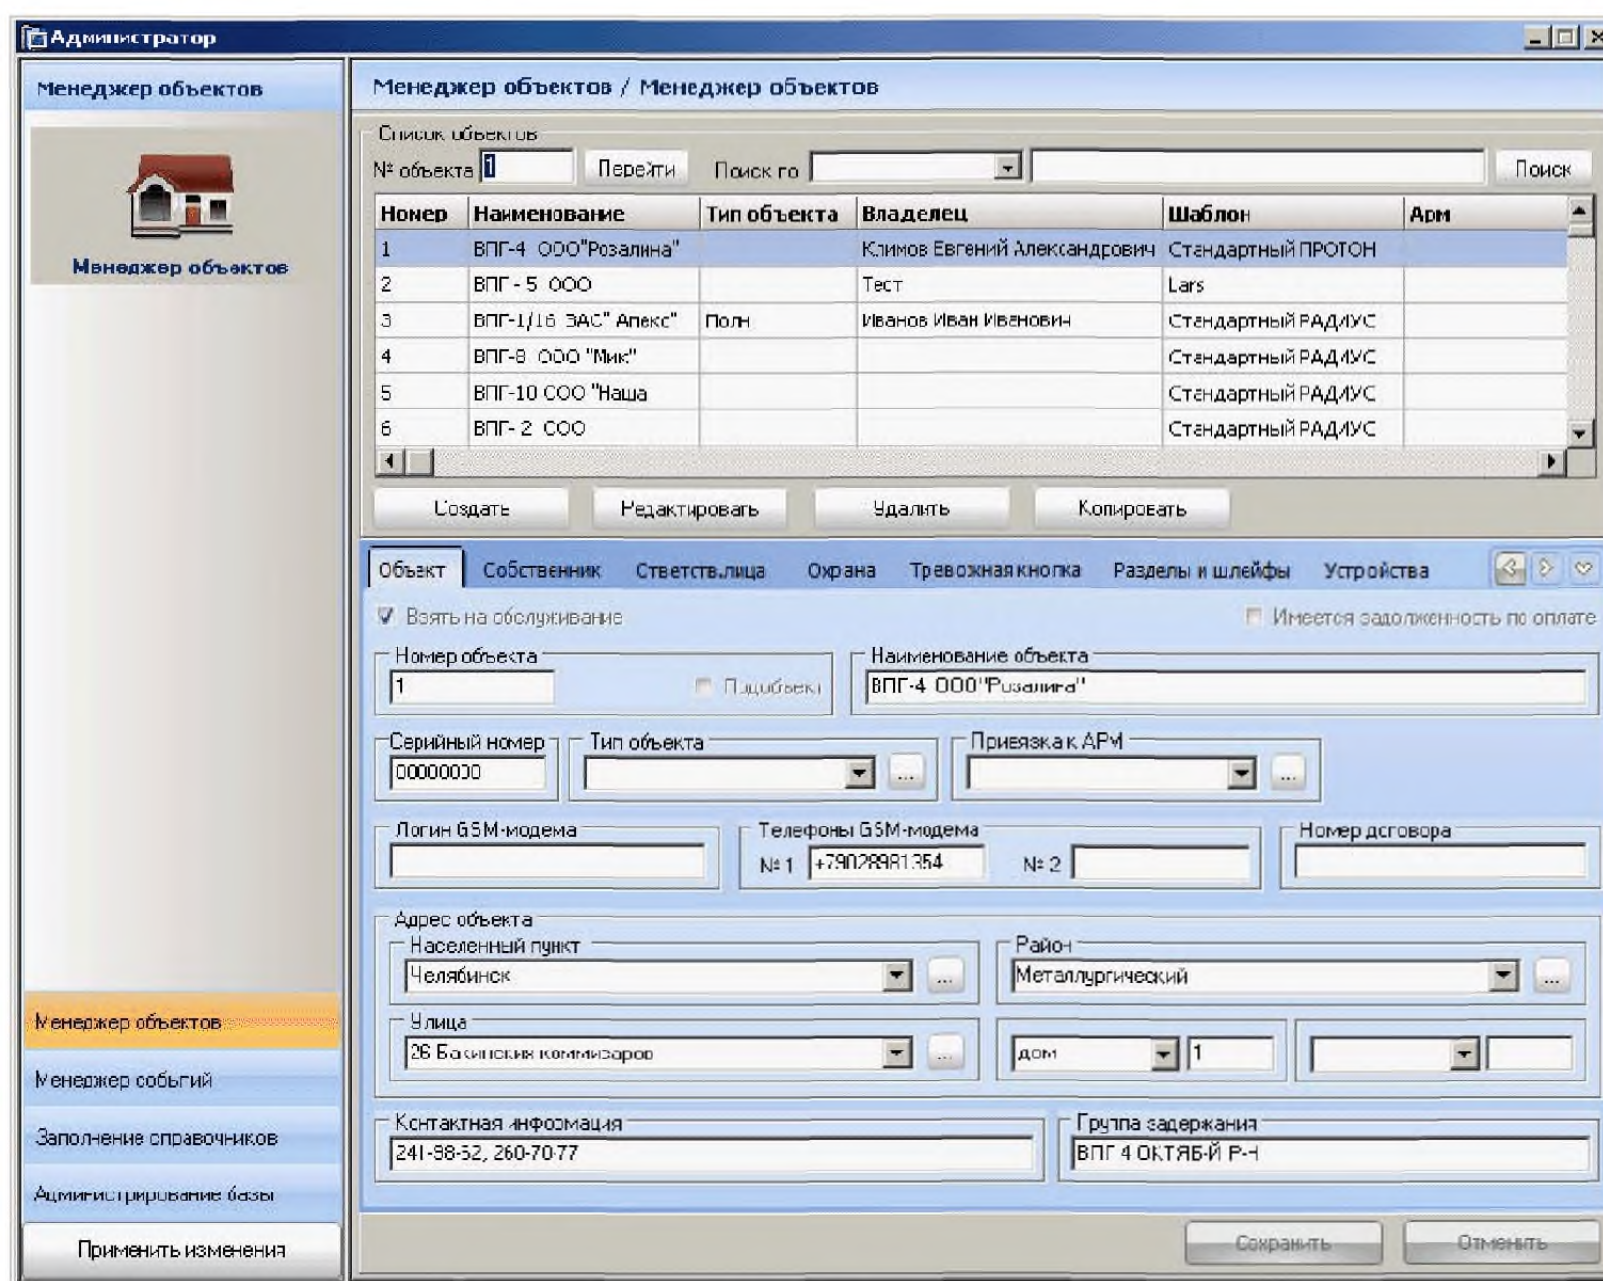 Администратор
Менеджер объектов
Менеджер объектов / Менеджер объектов
Менеджер объектов
Список объектов
№ объекта 1 Перейти Поиск по Поиск
Номер Наименование Тип объекта Владелец Шаблон Арм
1 ВПГ-4 ООО"Розалина" Климов Евгений Александрович Стандартный ПРОТОН
2 ВПГ - 5 ООО Тест Lars
3 ВПГ-1/16 ЗАО" Апекс" Полн Иванов Иван Иванович Стандартный РАДИУС
4 ВПГ-8 ООО "Мик" Стандартный РАДИУС
5 ВПГ-10 ООО "Наша Стандартный РАДИУС
6 ВПГ- 2 ООО Стандартный РАДИУС
Создать Редактировать Удалить Копировать
Объект Собственник Ответств.лица Охрана Тревожная кнопка Разделы и шлейфы Устройства
Взять на обслуживание Имеется задолженность по оплате
Номер объекта Наименование объекта
1 Подобъект ВПГ-4 ООО"Розалина"
Серийный номер Тип объекта Привязка к АРМ
00000000 ... ...
Логин GSM-модема Телефоны GSM-модема Номер договора
№ 1 +79028981354 № 2
Адрес объекта
Населенный пункт Район
Челябинск ... Металлургический ...
Улица
26 Бакинских коммисаров ... дом 1
Контактная информация Группа задержания
260-70-77 ВПГ 4 ОКТЯБ-Й Р-Н
Менеджер объектов
Менеджер событий
Заполнение справочников
Администрирование базы
Применить изменения
Сохранить Отменить